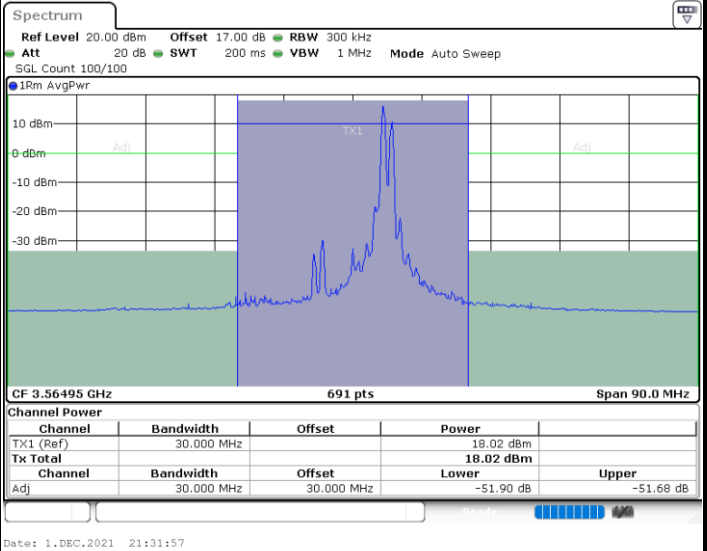 Spectrum
Ref Level 20.00 dBm Offset 17.00 dB RBW 300 kHz
Att 20 dB SWT 200 ms VBW 1 MHz Mode Auto Sweep
SGL Count 100/100
1Rm AvgPwr
10 dBm
TX1
Adj Adj
0 dBm
-10 dBm
-20 dBm
-30 dBm
CF 3.56495 GHz 691 pts Span 90.0 MHz
Channel Power
Channel Bandwidth Offset Power
TX1 (Ref) 30.000 MHz 18.02 dBm
Tx Total 18.02 dBm
Channel Bandwidth Offset Lower Upper
Adj 30.000 MHz 30.000 MHz -51.90 dB -51.68 dB
Ready
Date: 1.DEC.2021 21:31:57